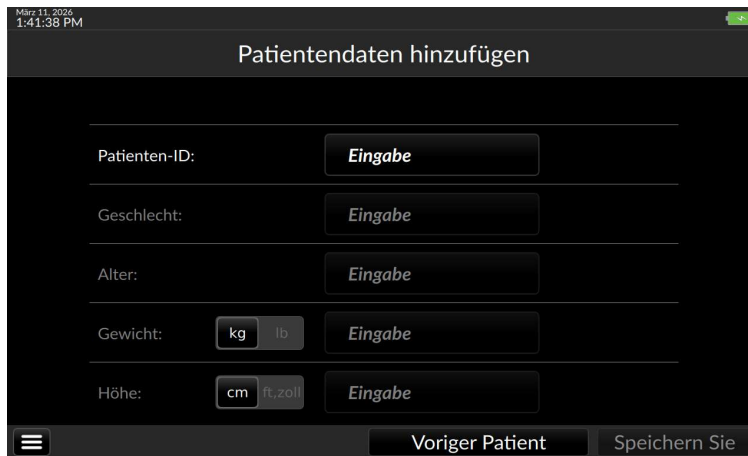 März 11, 2026
1:41:38 PM
Patientendaten hinzufügen
Patienten-ID: Eingabe
Geschlecht: Eingabe
Alter: Eingabe
Gewicht: kg lb Eingabe
Höhe: cm ft,zoll Eingabe
Voriger Patient Speichern Sie